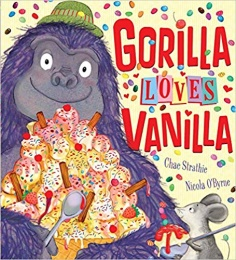 GORILLA
LOVES
VANILLA
Chae Strathie
Nicola O'Byrne